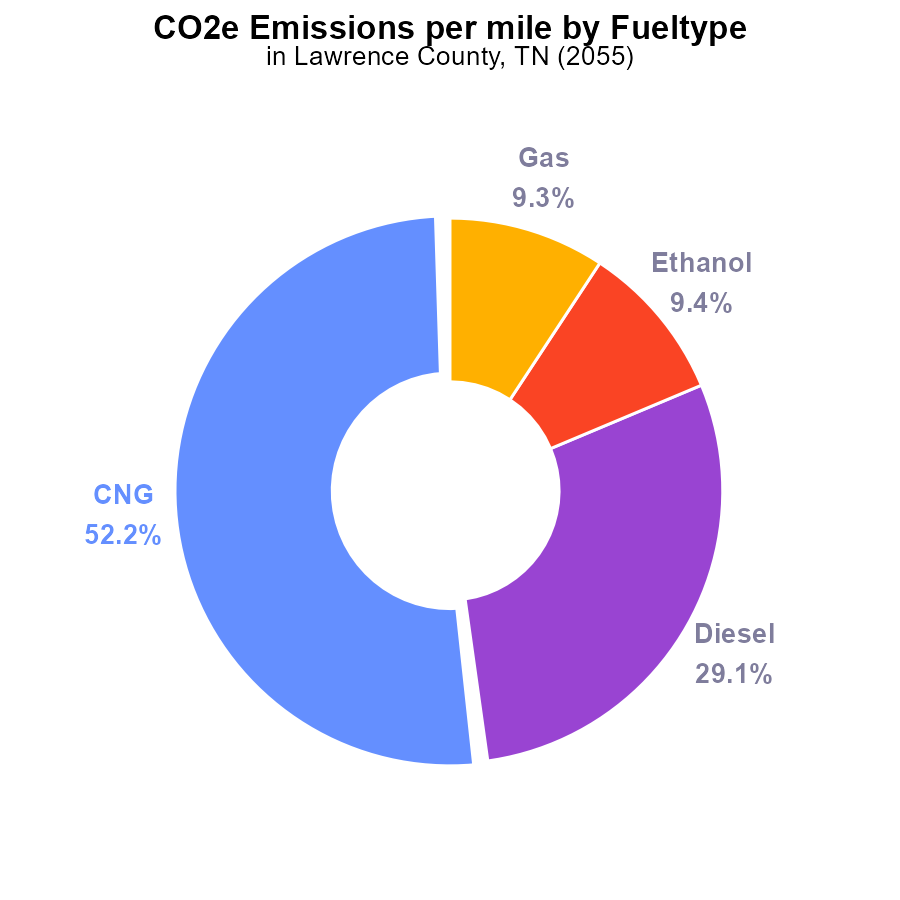 CO2e Emissions per mile by Fueltype
in Lawrence County, TN (2055)
Gas
9.3%
Ethanol
9.4%
CNG
52.2%
Diesel
29.1%